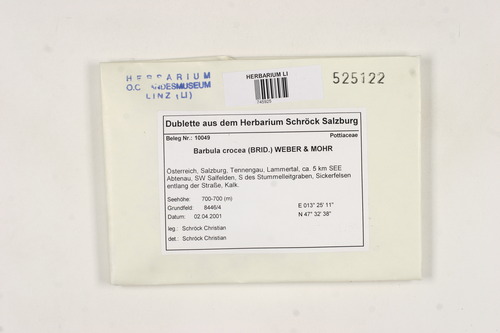 HERBARIUM
O.Ö. LANDESMUSEUM
LINZ (LI)
HERBARIUM LI
525122
Dublette aus dem Herbarium Schröck Salzburg
Beleg Nr.: 10049 Pottiaceae
Barbula crocea (BRID.) WEBER & MOHR
Österreich, Salzburg, Tennengau, Lammertal, ca. 5 km SEE
Abtenau, SW Salfelden, S des Stummelleitgraben, Sickerfelsen
entlang der Straße, Kalk.
Seehöhe: 700-700 (m) E 013° 25' 11"
Grundfeld: 8446/4 N 47° 32' 38"
Datum: 02.04.2001
leg.: Schröck Christian
det.: Schröck Christian